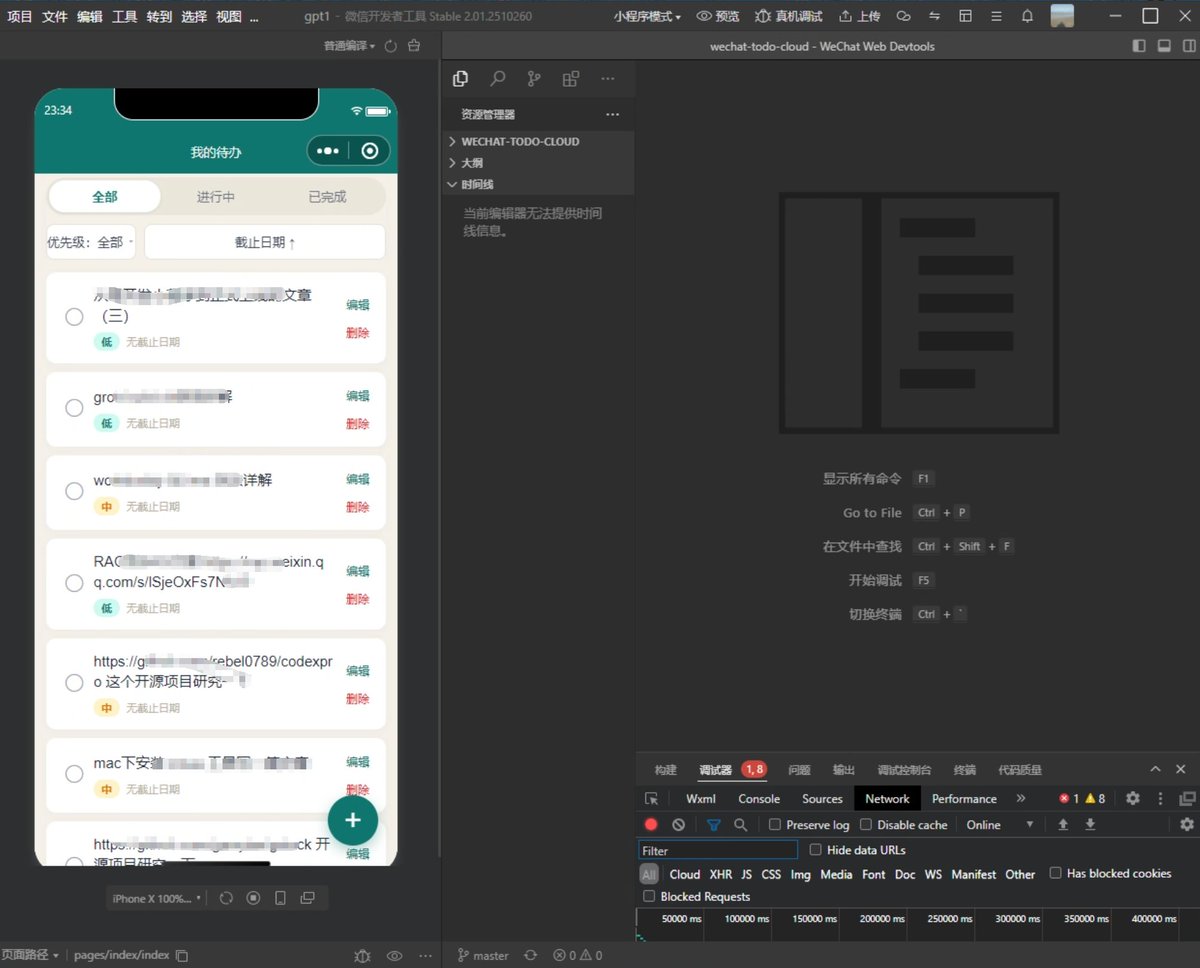 项目 文件 编辑 工具 转到 选择 视图 ... gpt1 - 微信开发者工具 Stable 2.01.2510260 小程序模式 预览 真机调试 上传
普通编译
wechat-todo-cloud - WeChat Web Devtools
23:34
我的待办
全部 进行中 已完成
优先级：全部 截止日期 ↑
文章
（三）
低 无截止日期
编辑
删除
低 无截止日期
编辑
删除
详解
中 无截止日期
编辑
删除
eixin.q
q.com/s/ISjeOxFs7N
低 无截止日期
编辑
删除
/rebel0789/codexpr
o 这个开源项目研究一
中 无截止日期
编辑
删除
mac下安装
中 无截止日期
编辑
删除
+
开
编辑
iPhone X 100%...
页面路径 pages/index/index
资源管理器 ...
WECHAT-TODO-CLOUD
大纲
时间线
当前编辑器无法提供时间
线信息。
显示所有命令 F1
Go to File Ctrl + P
在文件中查找 Ctrl + Shift + F
开始调试 F5
切换终端 Ctrl + `
构建 调试器 1, 8 问题 输出 调试控制台 终端 代码质量
Wxml Console Sources Network Performance » 1 8
Preserve log Disable cache Online
Filter Hide data URLs
All Cloud XHR JS CSS Img Media Font Doc WS Manifest Other Has blocked cookies
Blocked Requests
50000 ms 100000 ms 150000 ms 200000 ms 250000 ms 300000 ms 350000 ms 400000 ms
master 0 0